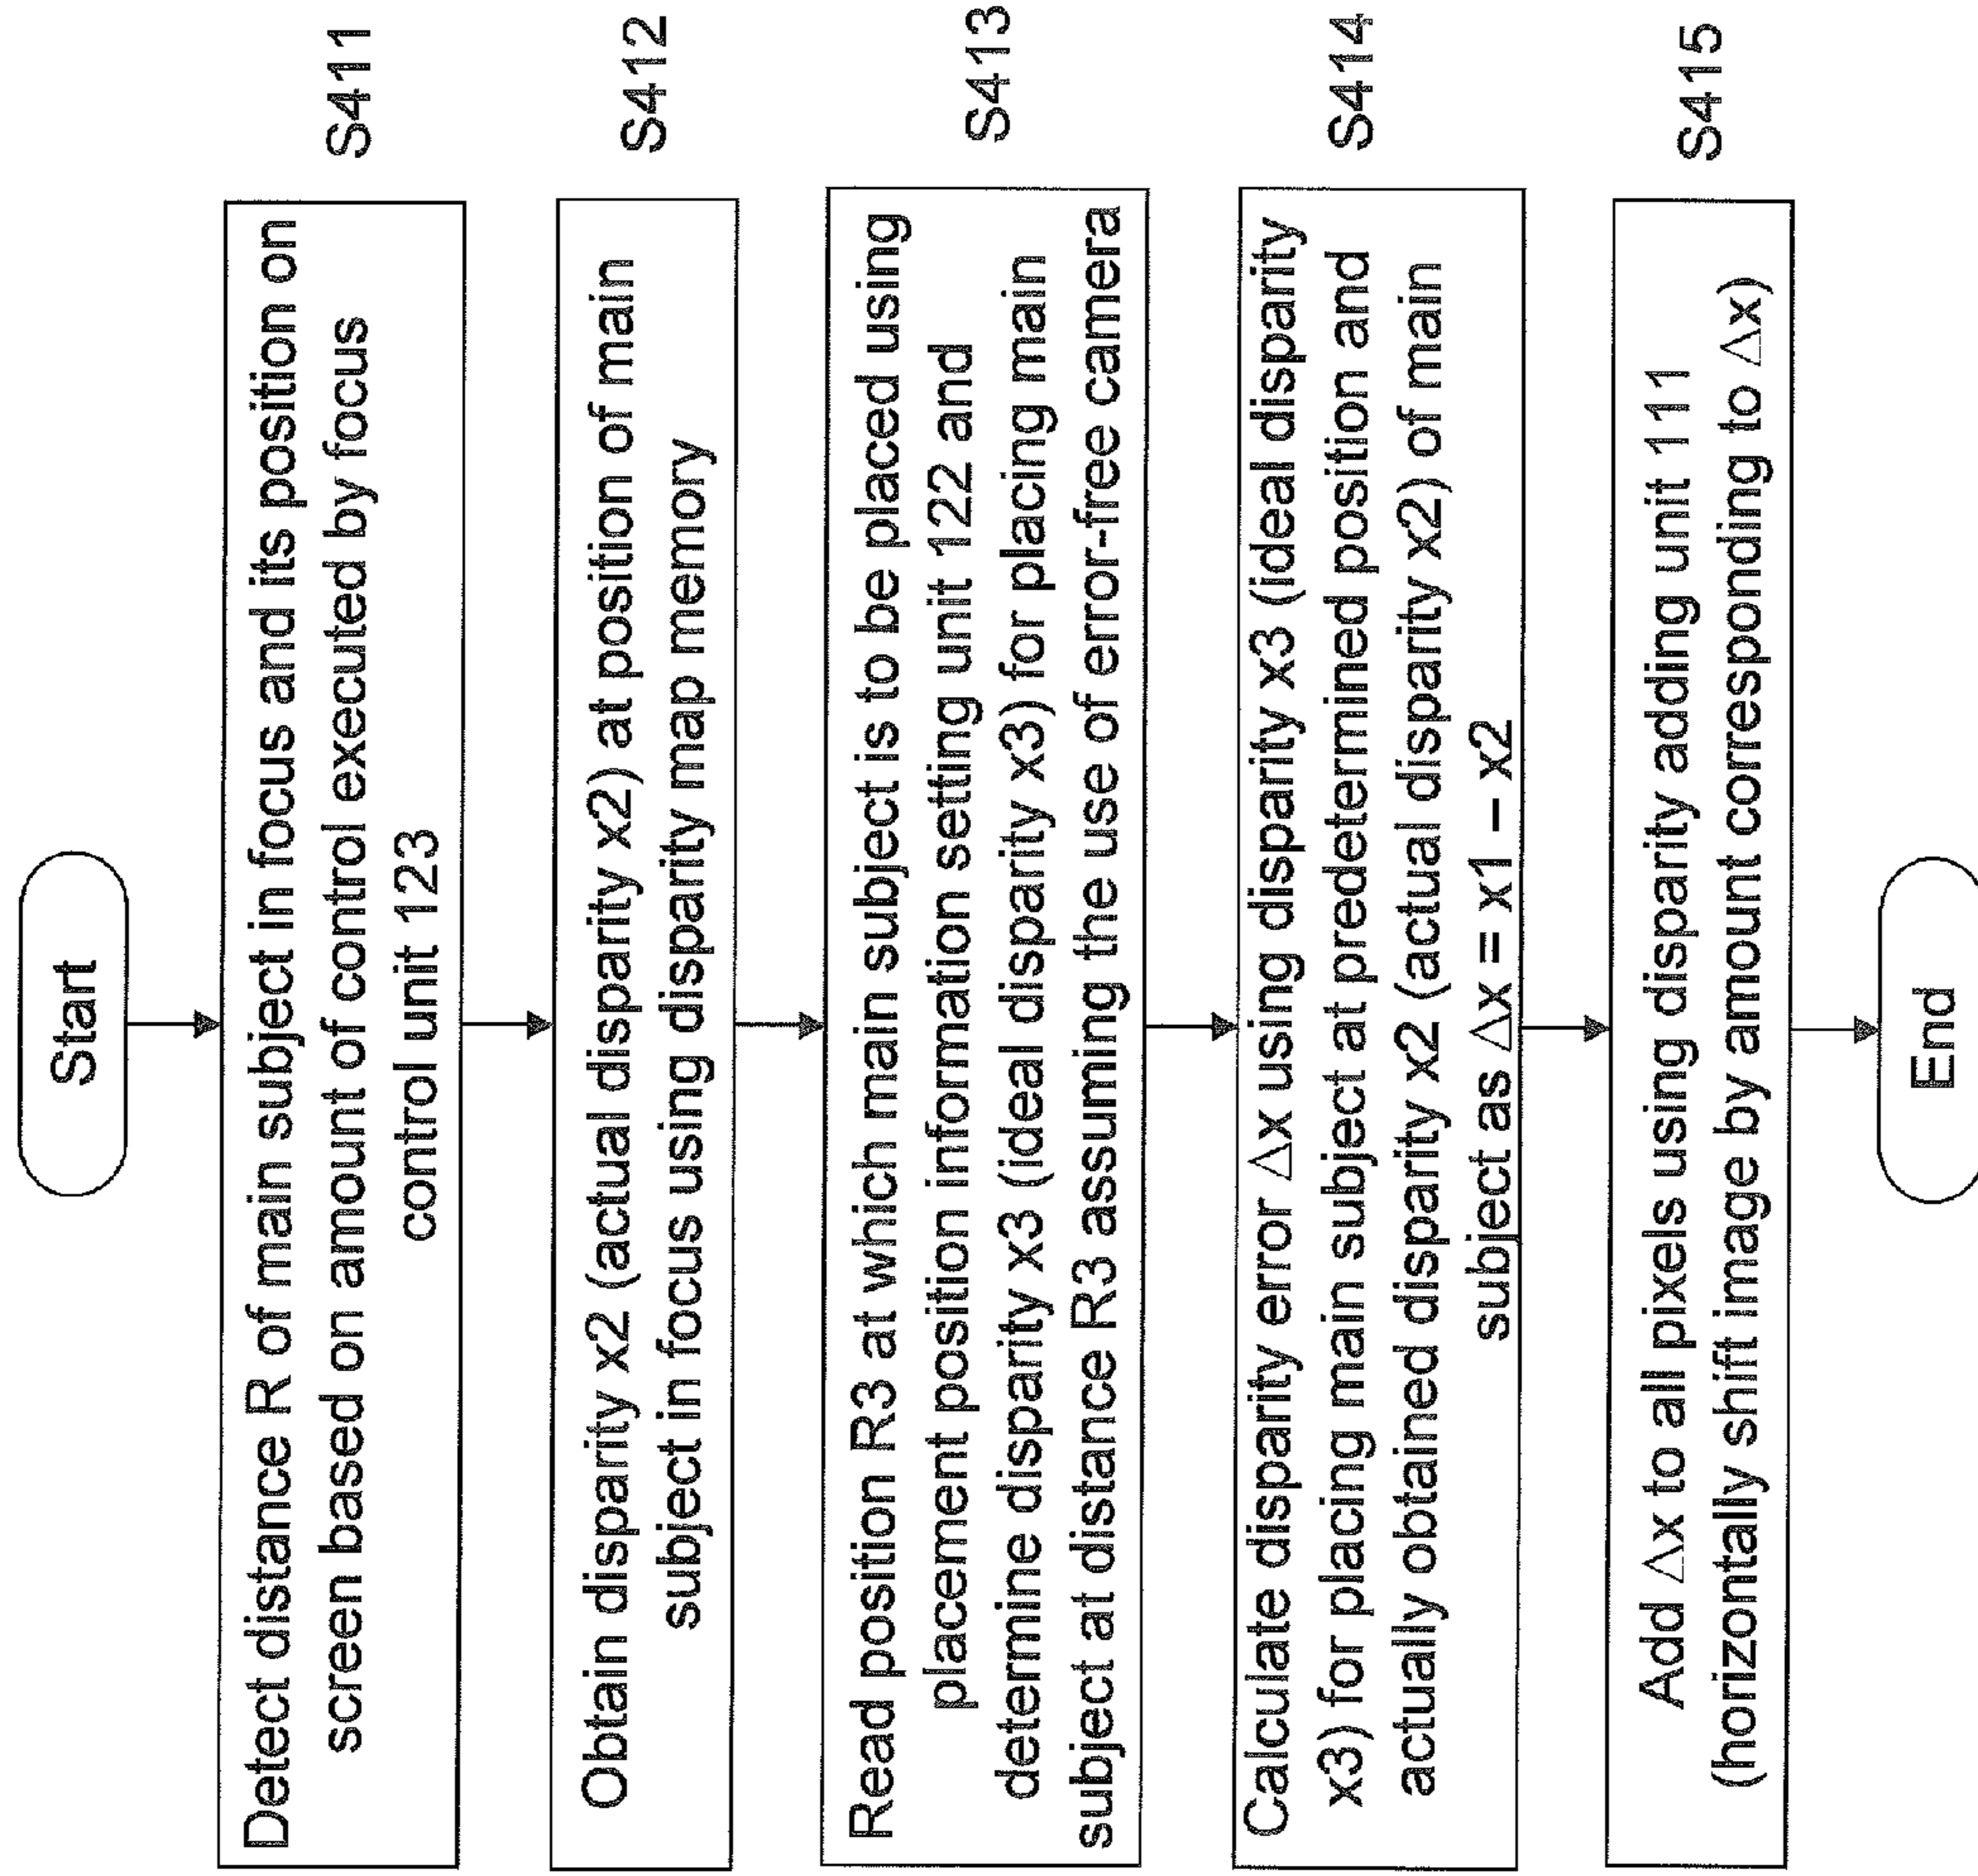 Start
Detect distance R of main subject in focus and its position on
screen based on amount of control executed by focus
control unit 123
S411
Obtain disparity x2 (actual disparity x2) at position of main
subject in focus using disparity map memory
S412
Read position R3 at which main subject is to be placed using
placement position information setting unit 122 and
determine disparity x3 (ideal disparity x3) for placing main
subject at distance R3 assuming the use of error-free camera
S413
Calculate disparity error △x using disparity x3 (ideal disparity
x3) for placing main subject at predetermined position and
actually obtained disparity x2 (actual disparity x2) of main
subject as △x = x1 – x2
S414
Add △x to all pixels using disparity adding unit 111
(horizontally shift image by amount corresponding to △x)
S415
End